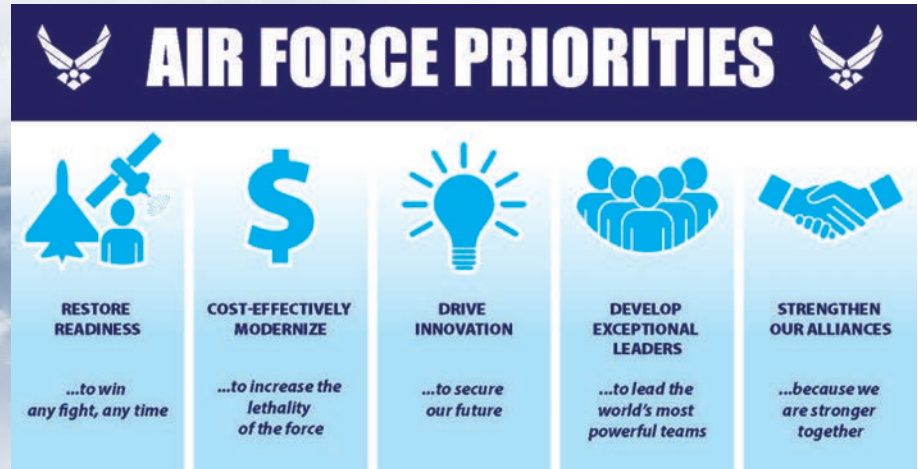 AIR FORCE PRIORITIES
RESTORE
READINESS
...to win
any fight, any time
$
COST-EFFECTIVELY
MODERNIZE
...to increase the
lethality
of the force
DRIVE
INNOVATION
...to secure
our future
DEVELOP
EXCEPTIONAL
LEADERS
...to lead the
world's most
powerful teams
STRENGTHEN
OUR ALLIANCES
...because we
are stronger
together